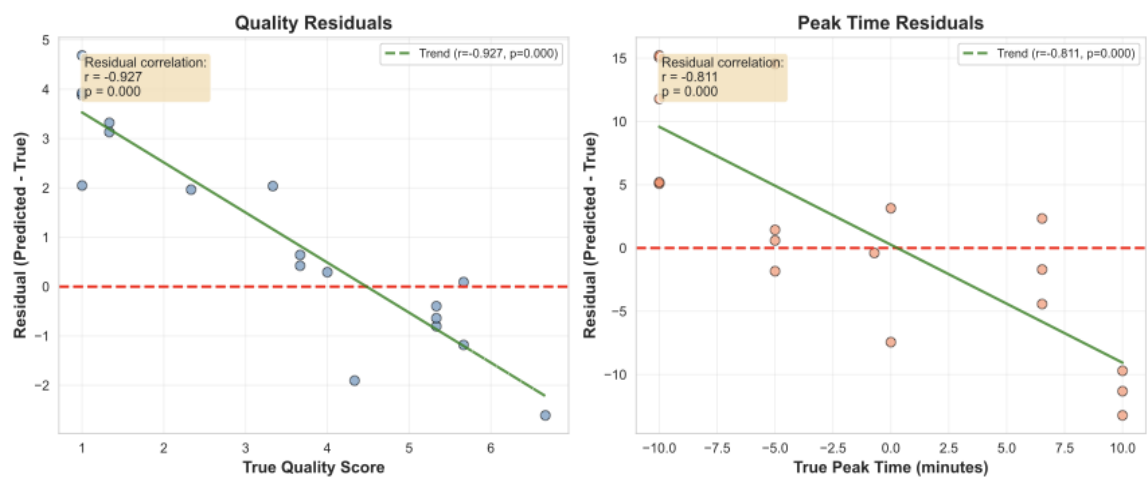 Quality Residuals
Residual correlation:
r = -0.927
p = 0.000
Trend (r=-0.927, p=0.000)
Residual (Predicted - True)
5
4
3
2
1
0
−1
−2
1 2 3 4 5 6
True Quality Score
Peak Time Residuals
Residual correlation:
r = -0.811
p = 0.000
Trend (r=-0.811, p=0.000)
Residual (Predicted - True)
15
10
5
0
−5
−10
−10.0 −7.5 −5.0 −2.5 0.0 2.5 5.0 7.5 10.0
True Peak Time (minutes)